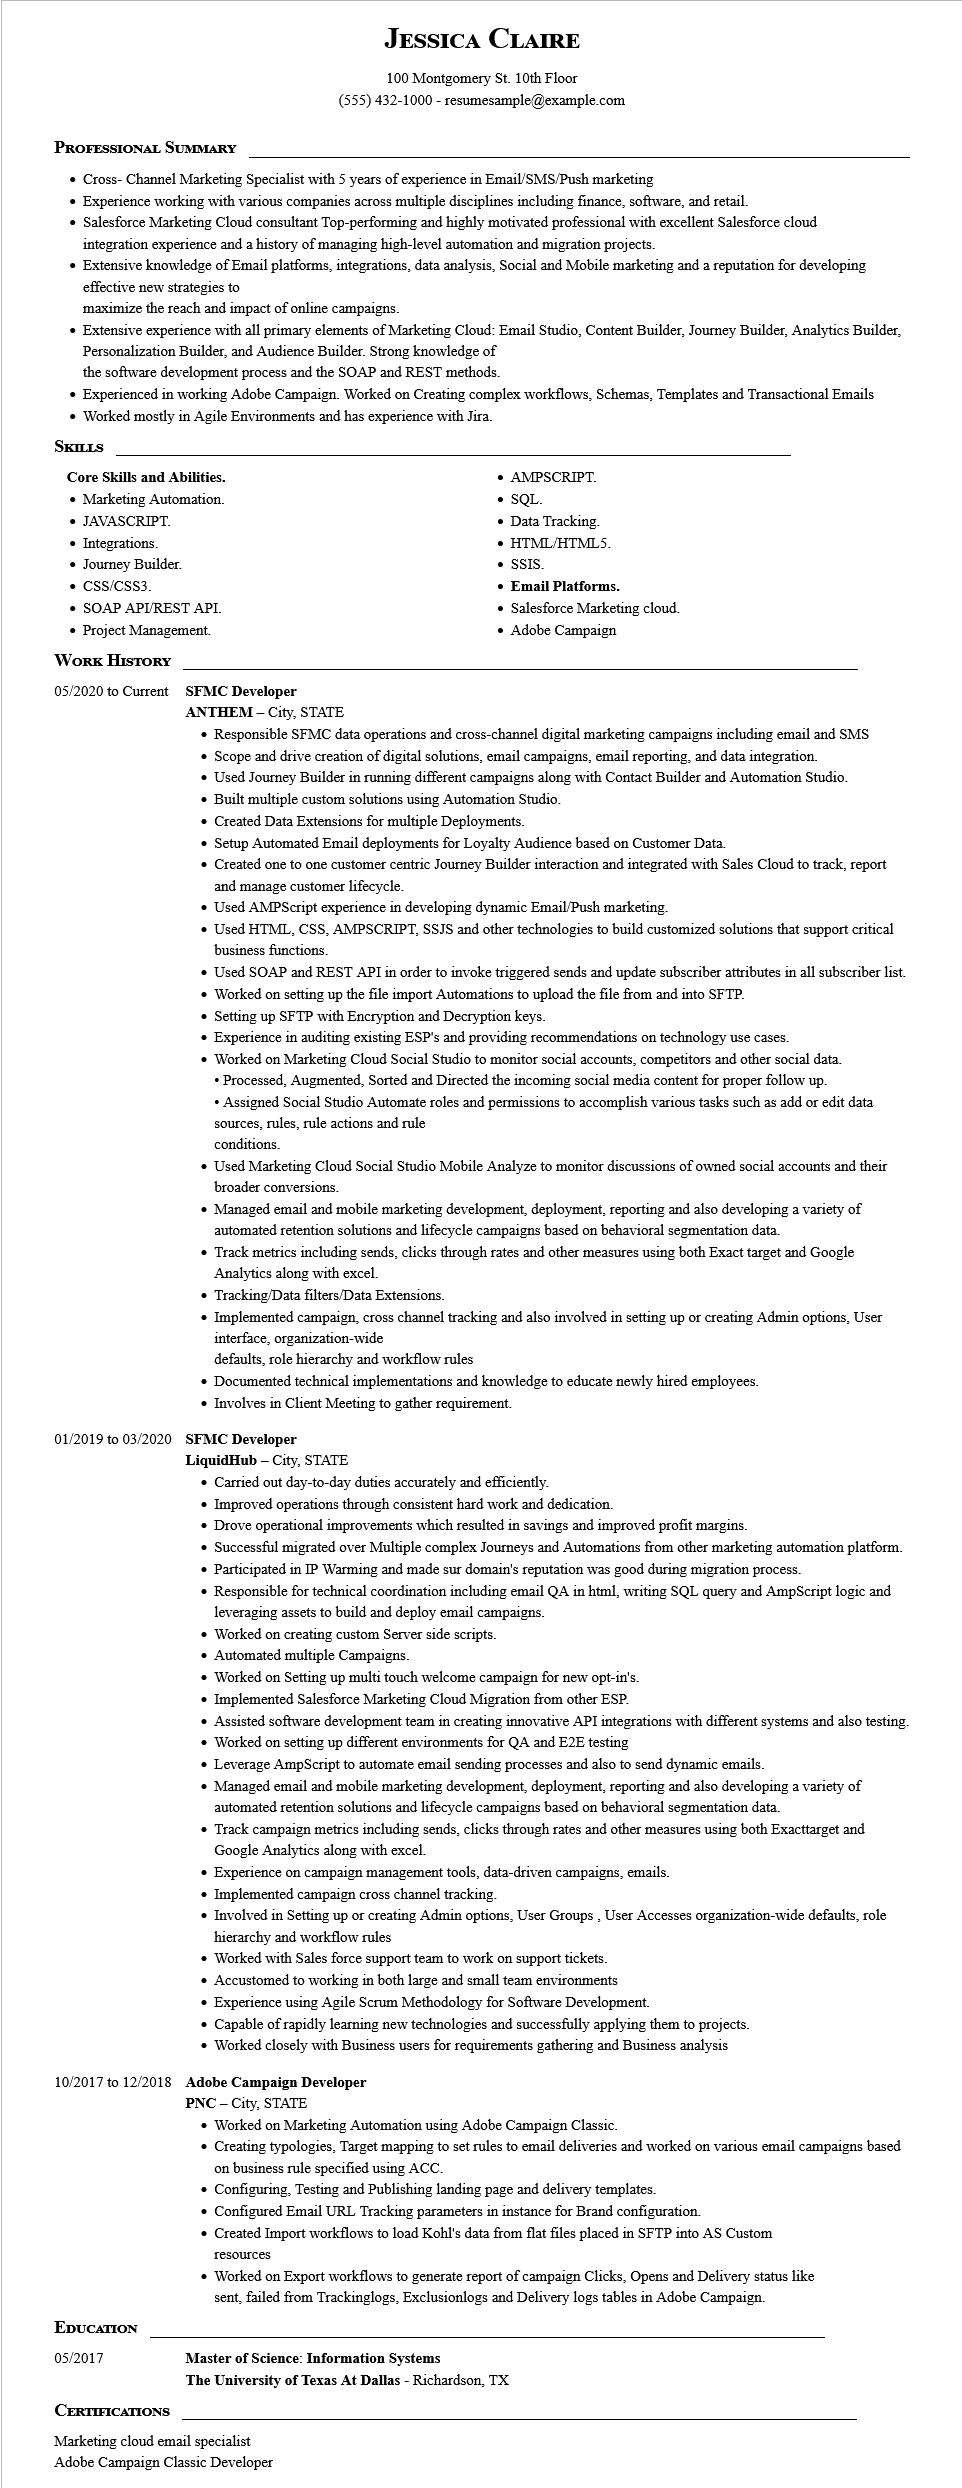 Jessica Claire
100 Montgomery St. 10th Floor
(555) 432-1000 - resumesample@example.com
Professional Summary
• Cross- Channel Marketing Specialist with 5 years of experience in Email/SMS/Push marketing
• Experience working with various companies across multiple disciplines including finance, software, and retail.
• Salesforce Marketing Cloud consultant Top-performing and highly motivated professional with excellent Salesforce cloud
integration experience and a history of managing high-level automation and migration projects.
• Extensive knowledge of Email platforms, integrations, data analysis, Social and Mobile marketing and a reputation for developing
effective new strategies to
maximize the reach and impact of online campaigns.
• Extensive experience with all primary elements of Marketing Cloud: Email Studio, Content Builder, Journey Builder, Analytics Builder,
Personalization Builder, and Audience Builder. Strong knowledge of
the software development process and the SOAP and REST methods.
• Experienced in working Adobe Campaign. Worked on Creating complex workflows, Schemas, Templates and Transactional Emails
• Worked mostly in Agile Environments and has experience with Jira.
Skills
Core Skills and Abilities.
• Marketing Automation.
• JAVASCRIPT.
• Integrations.
• Journey Builder.
• CSS/CSS3.
• SOAP API/REST API.
• Project Management.
• AMPSCRIPT.
• SQL.
• Data Tracking.
• HTML/HTML5.
• SSIS.
• Email Platforms.
• Salesforce Marketing cloud.
• Adobe Campaign
Work History
05/2020 to Current SFMC Developer
ANTHEM – City, STATE
• Responsible SFMC data operations and cross-channel digital marketing campaigns including email and SMS
• Scope and drive creation of digital solutions, email campaigns, email reporting, and data integration.
• Used Journey Builder in running different campaigns along with Contact Builder and Automation Studio.
• Built multiple custom solutions using Automation Studio.
• Created Data Extensions for multiple Deployments.
• Setup Automated Email deployments for Loyalty Audience based on Customer Data.
• Created one to one customer centric Journey Builder interaction and integrated with Sales Cloud to track, report
and manage customer lifecycle.
• Used AMPScript experience in developing dynamic Email/Push marketing.
• Used HTML, CSS, AMPSCRIPT, SSJS and other technologies to build customized solutions that support critical
business functions.
• Used SOAP and REST API in order to invoke triggered sends and update subscriber attributes in all subscriber list.
• Worked on setting up the file import Automations to upload the file from and into SFTP.
• Setting up SFTP with Encryption and Decryption keys.
• Experience in auditing existing ESP's and providing recommendations on technology use cases.
• Worked on Marketing Cloud Social Studio to monitor social accounts, competitors and other social data.
• Processed, Augmented, Sorted and Directed the incoming social media content for proper follow up.
• Assigned Social Studio Automate roles and permissions to accomplish various tasks such as add or edit data
sources, rules, rule actions and rule
conditions.
• Used Marketing Cloud Social Studio Mobile Analyze to monitor discussions of owned social accounts and their
broader conversions.
• Managed email and mobile marketing development, deployment, reporting and also developing a variety of
automated retention solutions and lifecycle campaigns based on behavioral segmentation data.
• Track metrics including sends, clicks through rates and other measures using both Exact target and Google
Analytics along with excel.
• Tracking/Data filters/Data Extensions.
• Implemented campaign, cross channel tracking and also involved in setting up or creating Admin options, User
interface, organization-wide
defaults, role hierarchy and workflow rules
• Documented technical implementations and knowledge to educate newly hired employees.
• Involves in Client Meeting to gather requirement.
01/2019 to 03/2020 SFMC Developer
LiquidHub – City, STATE
• Carried out day-to-day duties accurately and efficiently.
• Improved operations through consistent hard work and dedication.
• Drove operational improvements which resulted in savings and improved profit margins.
• Successful migrated over Multiple complex Journeys and Automations from other marketing automation platform.
• Participated in IP Warming and made sur domain's reputation was good during migration process.
• Responsible for technical coordination including email QA in html, writing SQL query and AmpScript logic and
leveraging assets to build and deploy email campaigns.
• Worked on creating custom Server side scripts.
• Automated multiple Campaigns.
• Worked on Setting up multi touch welcome campaign for new opt-in's.
• Implemented Salesforce Marketing Cloud Migration from other ESP.
• Assisted software development team in creating innovative API integrations with different systems and also testing.
• Worked on setting up different environments for QA and E2E testing
• Leverage AmpScript to automate email sending processes and also to send dynamic emails.
• Managed email and mobile marketing development, deployment, reporting and also developing a variety of
automated retention solutions and lifecycle campaigns based on behavioral segmentation data.
• Track campaign metrics including sends, clicks through rates and other measures using both Exacttarget and
Google Analytics along with excel.
• Experience on campaign management tools, data-driven campaigns, emails.
• Implemented campaign cross channel tracking.
• Involved in Setting up or creating Admin options, User Groups , User Accesses organization-wide defaults, role
hierarchy and workflow rules
• Worked with Sales force support team to work on support tickets.
• Accustomed to working in both large and small team environments
• Experience using Agile Scrum Methodology for Software Development.
• Capable of rapidly learning new technologies and successfully applying them to projects.
• Worked closely with Business users for requirements gathering and Business analysis
10/2017 to 12/2018 Adobe Campaign Developer
PNC – City, STATE
• Worked on Marketing Automation using Adobe Campaign Classic.
• Creating typologies, Target mapping to set rules to email deliveries and worked on various email campaigns based
on business rule specified using ACC.
• Configuring, Testing and Publishing landing page and delivery templates.
• Configured Email URL Tracking parameters in instance for Brand configuration.
• Created Import workflows to load Kohl's data from flat files placed in SFTP into AS Custom
resources
• Worked on Export workflows to generate report of campaign Clicks, Opens and Delivery status like
sent, failed from Trackinglogs, Exclusionlogs and Delivery logs tables in Adobe Campaign.
Education
05/2017 Master of Science: Information Systems
The University of Texas At Dallas - Richardson, TX
Certifications
Marketing cloud email specialist
Adobe Campaign Classic Developer